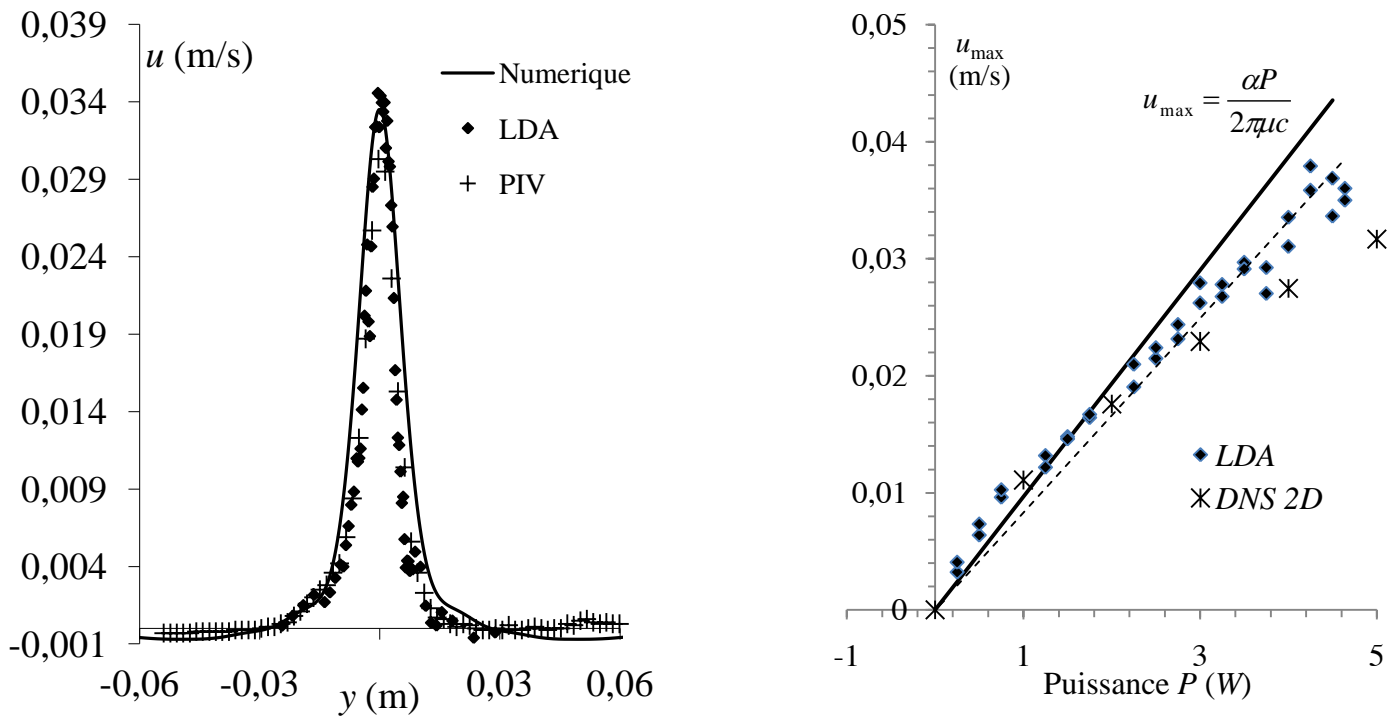 0,039
0,034
0,029
0,024
0,019
0,014
0,009
0,004
-0,001
u (m/s)
Numerique
LDA
PIV
-0,06
-0,03
0,03
0,06
y (m)
0,05
0,04
0,03
0,02
0,01
0
u max
(m/s)
u max = αP / 2πμc
LDA
DNS 2D
-1
1
3
5
Puissance P (W)